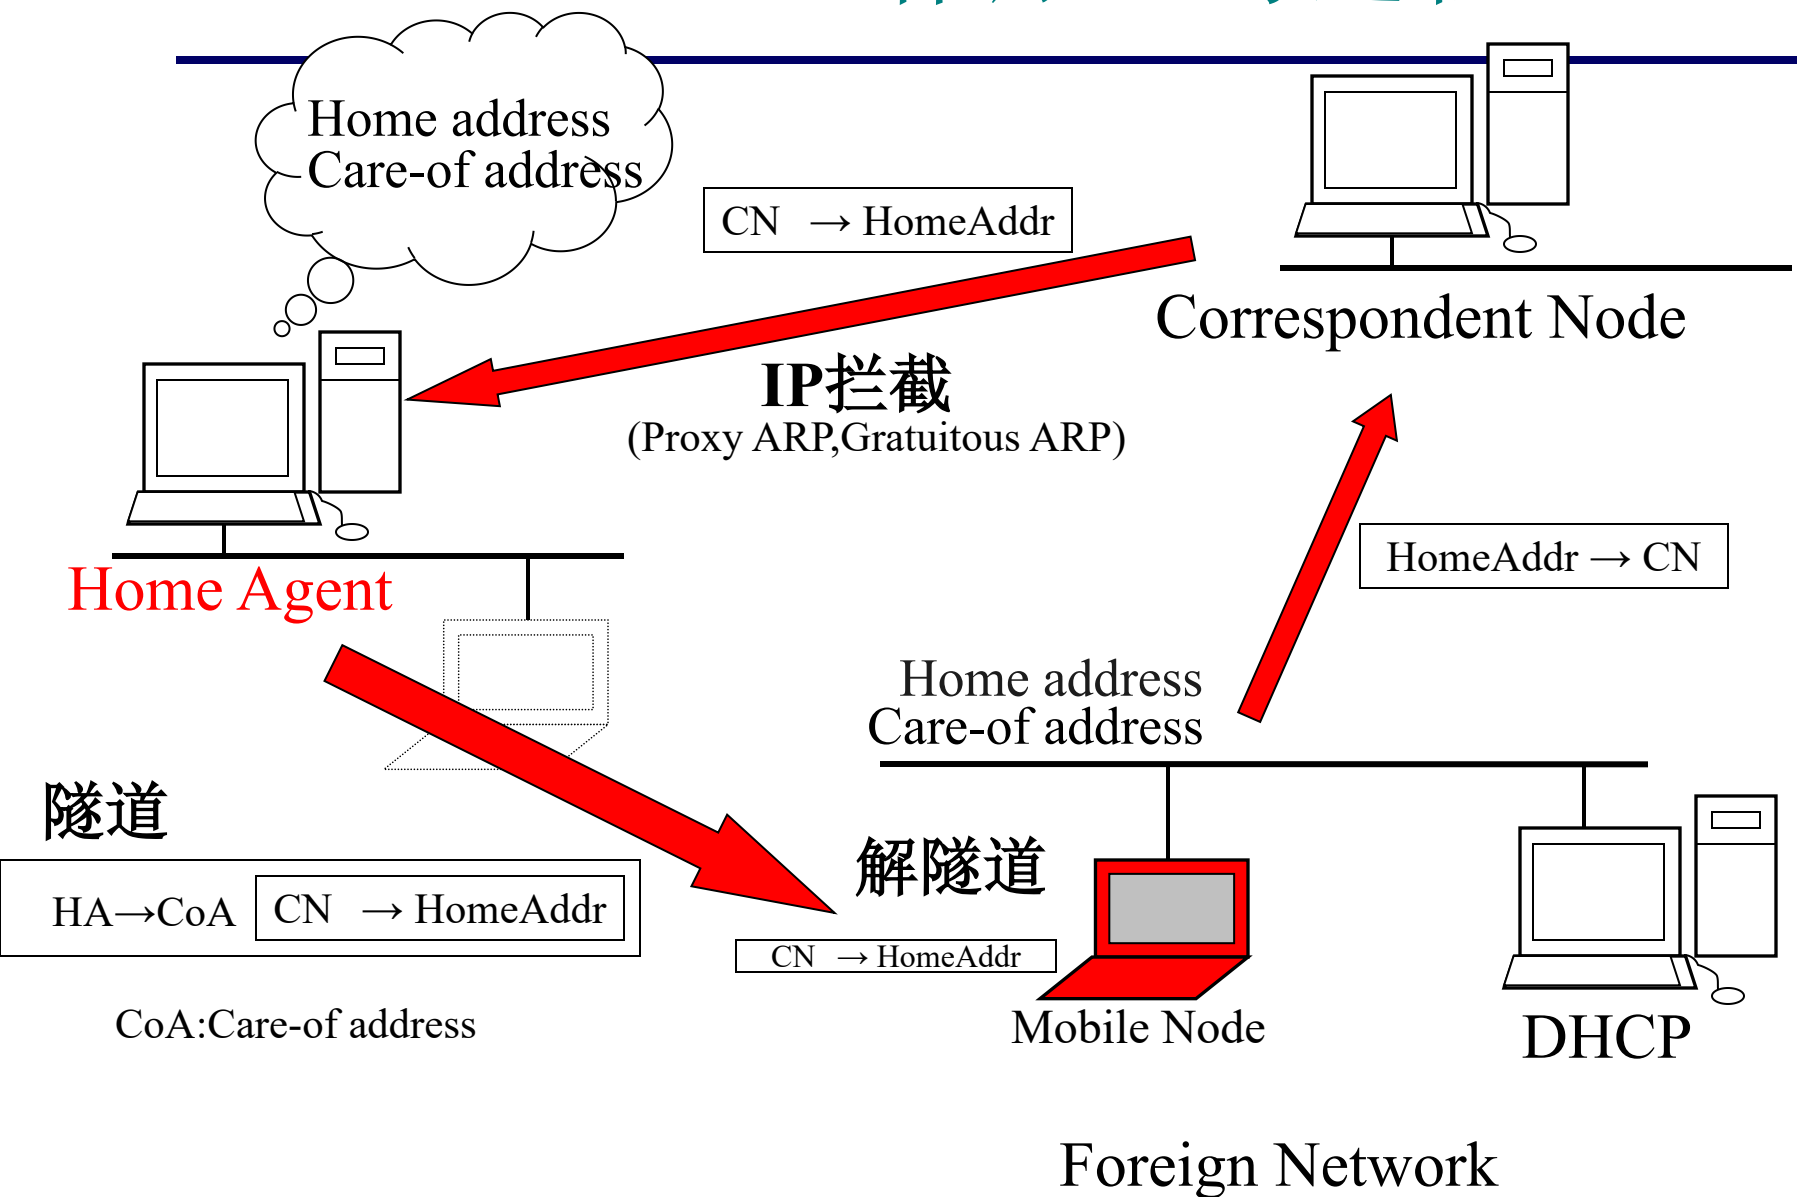 Home address
Care-of address
CN → HomeAddr
Correspondent Node
IP拦截
(Proxy ARP,Gratuitous ARP)
HomeAddr → CN
Home Agent
Home address
Care-of address
隧道
解隧道
HA→CoA CN → HomeAddr
CN → HomeAddr
CoA:Care-of address
Mobile Node
DHCP
Foreign Network